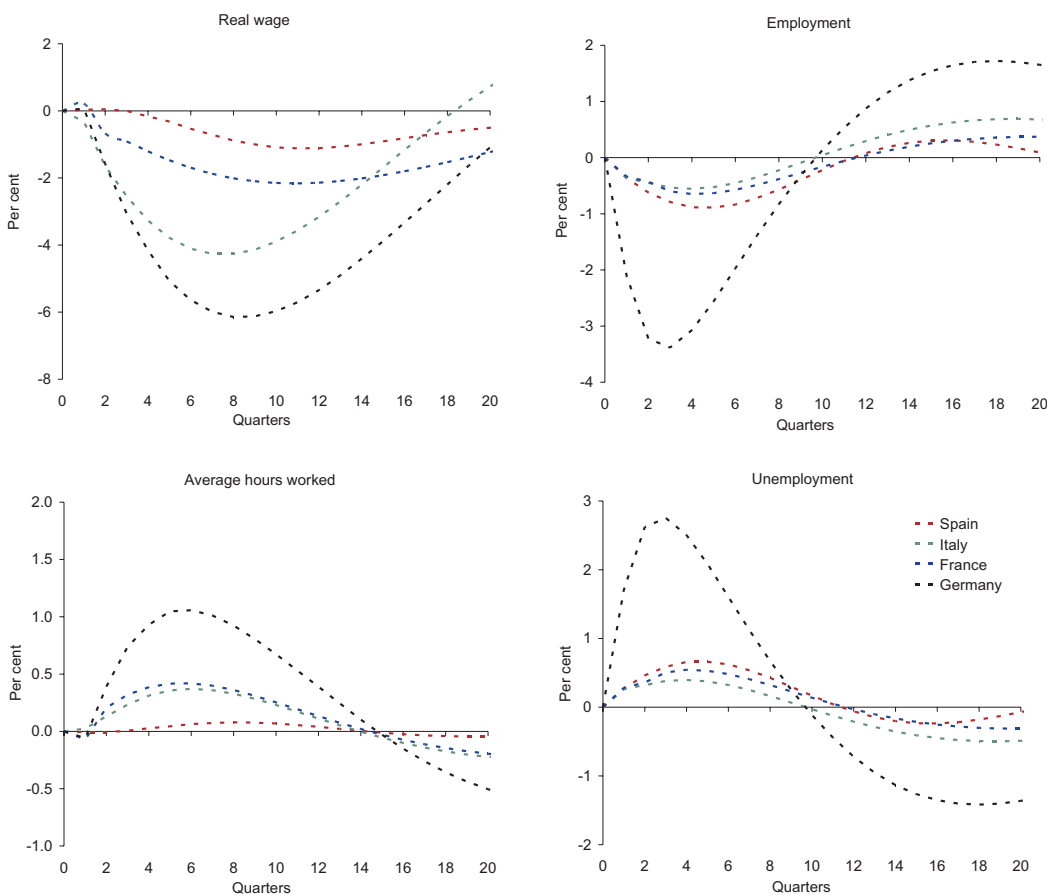 Real wage
2
0
-2
-4
-6
-8
Per cent
0 2 4 6 8 10 12 14 16 18 20
Quarters
Employment
2
1
0
-1
-2
-3
-4
Per cent
0 2 4 6 8 10 12 14 16 18 20
Quarters
Average hours worked
2.0
1.5
1.0
0.5
0.0
-0.5
-1.0
Per cent
0 2 4 6 8 10 12 14 16 18 20
Quarters
Unemployment
3
2
1
0
-1
-2
Per cent
Spain
Italy
France
Germany
0 2 4 6 8 10 12 14 16 18 20
Quarters